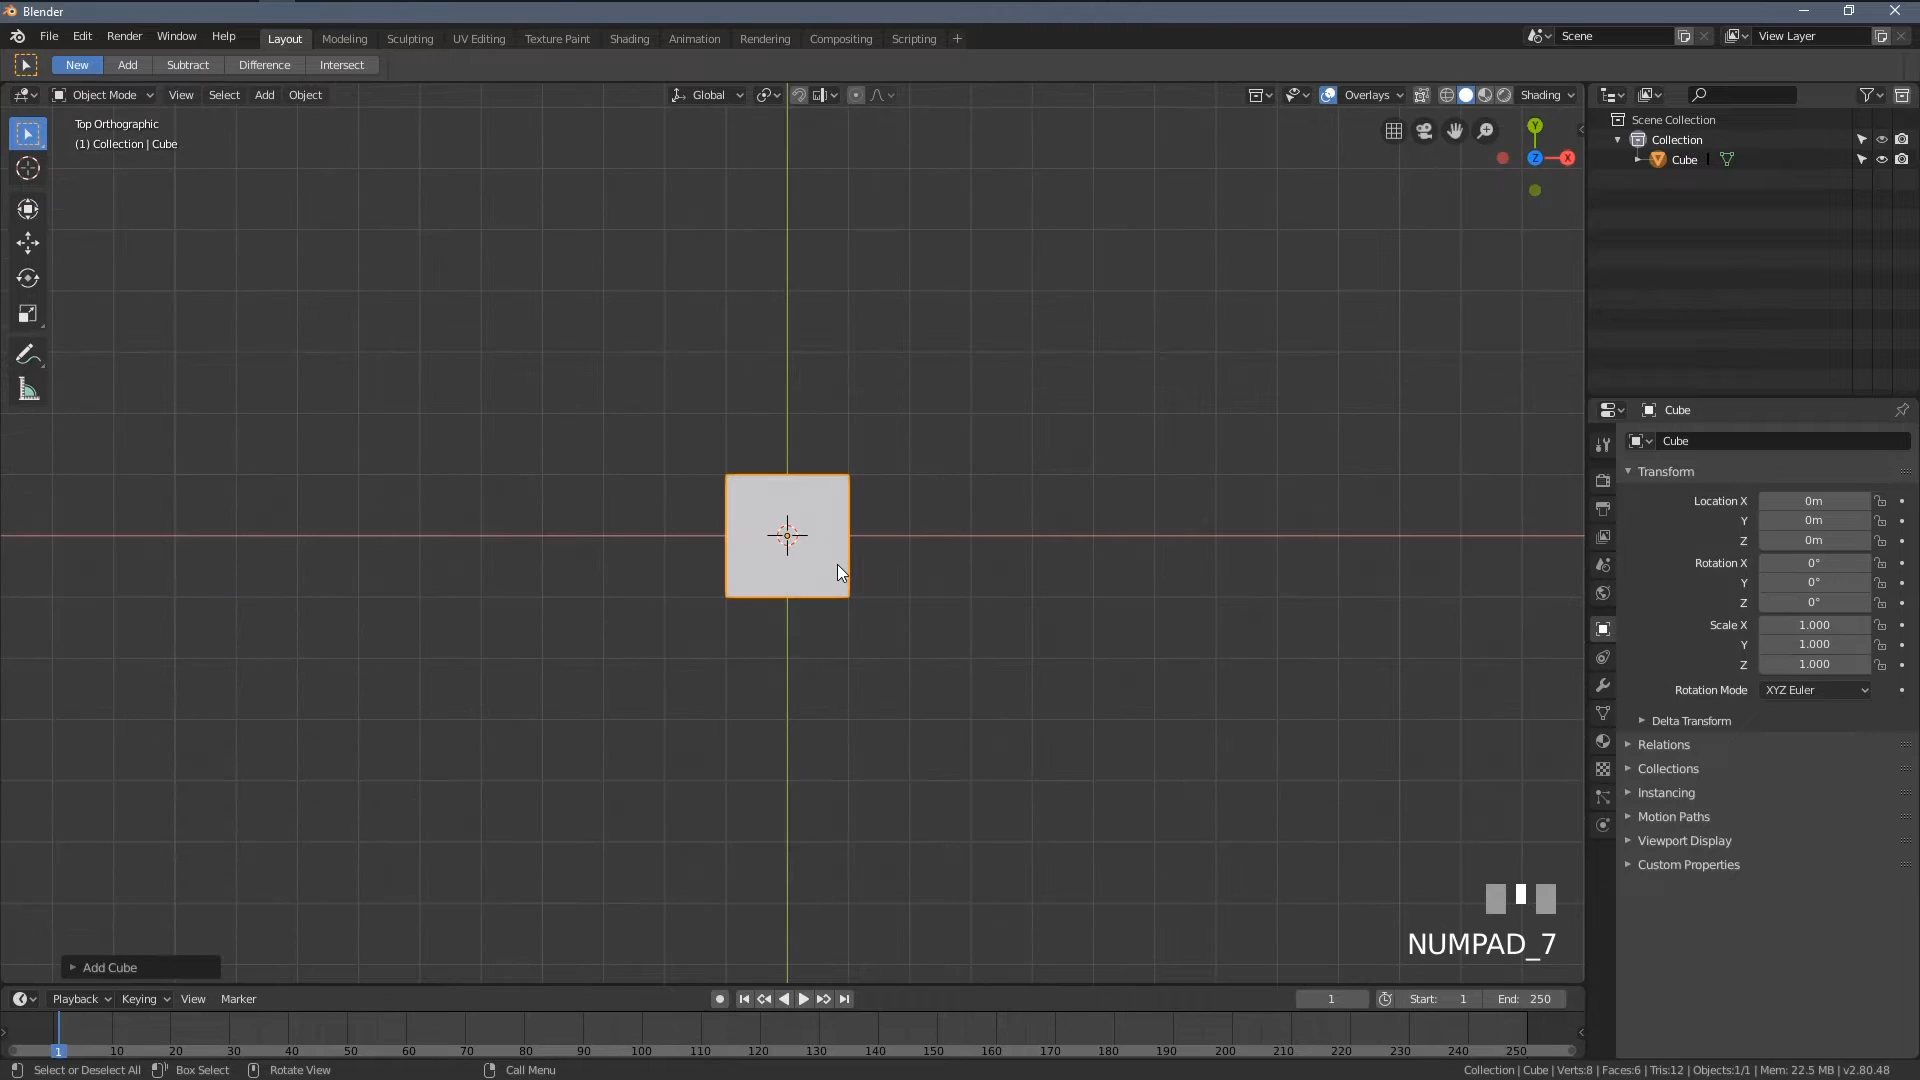 Blender
File Edit Render Window Help Layout Modeling Sculpting UV Editing Texture Paint Shading Animation Rendering Compositing Scripting + Scene View Layer
New Add Subtract Difference Intersect
Object Mode View Select Add Object Global Overlays Shading
Top Orthographic
(1) Collection | Cube
Y
Z X
Scene Collection
Collection
Cube
Cube
Cube
Transform
Location X 0m
Y 0m
Z 0m
Rotation X 0°
Y 0°
Z 0°
Scale X 1.000
Y 1.000
Z 1.000
Rotation Mode XYZ Euler
Delta Transform
Relations
Collections
Instancing
Motion Paths
Viewport Display
Custom Properties
NUMPAD_7
Add Cube
Playback Keying View Marker 1 Start: 1 End: 250
1 10 20 30 40 50 60 70 80 90 100 110 120 130 140 150 160 170 180 190 200 210 220 230 240 250
Select or Deselect All Box Select Rotate View Call Menu Collection | Cube | Verts:8 | Faces:6 | Tris:12 | Objects:1/1 | Mem: 22.5 MB | v2.80.48